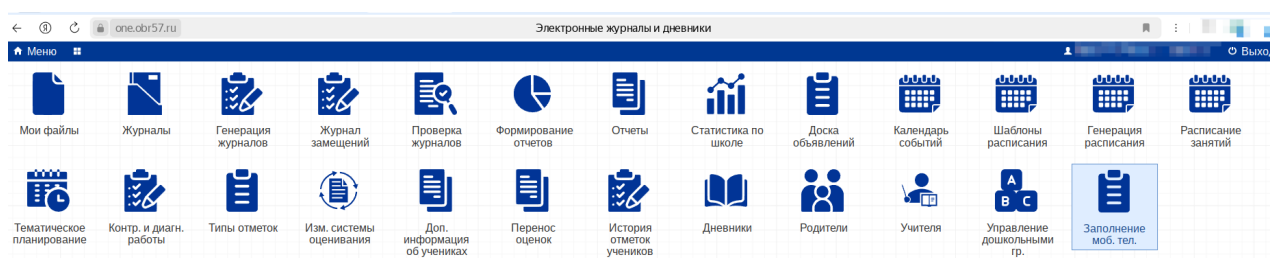 one.obr57.ru Электронные журналы и дневники
Меню Выход
Мои файлы
Журналы
Генерация
журналов
Журнал
замещений
Проверка
журналов
Формирование
отчетов
Отчеты
Статистика по
школе
Доска
объявлений
Календарь
событий
Шаблоны
расписания
Генерация
расписания
Расписание
занятий
Тематическое
планирование
Контр. и диагн.
работы
Типы отметок
Изм. системы
оценивания
Доп.
информация
об учениках
Перенос
оценок
История
отметок
учеников
Дневники
Родители
Учителя
Управление
дошкольными
гр.
Заполнение
моб. тел.
A
B C